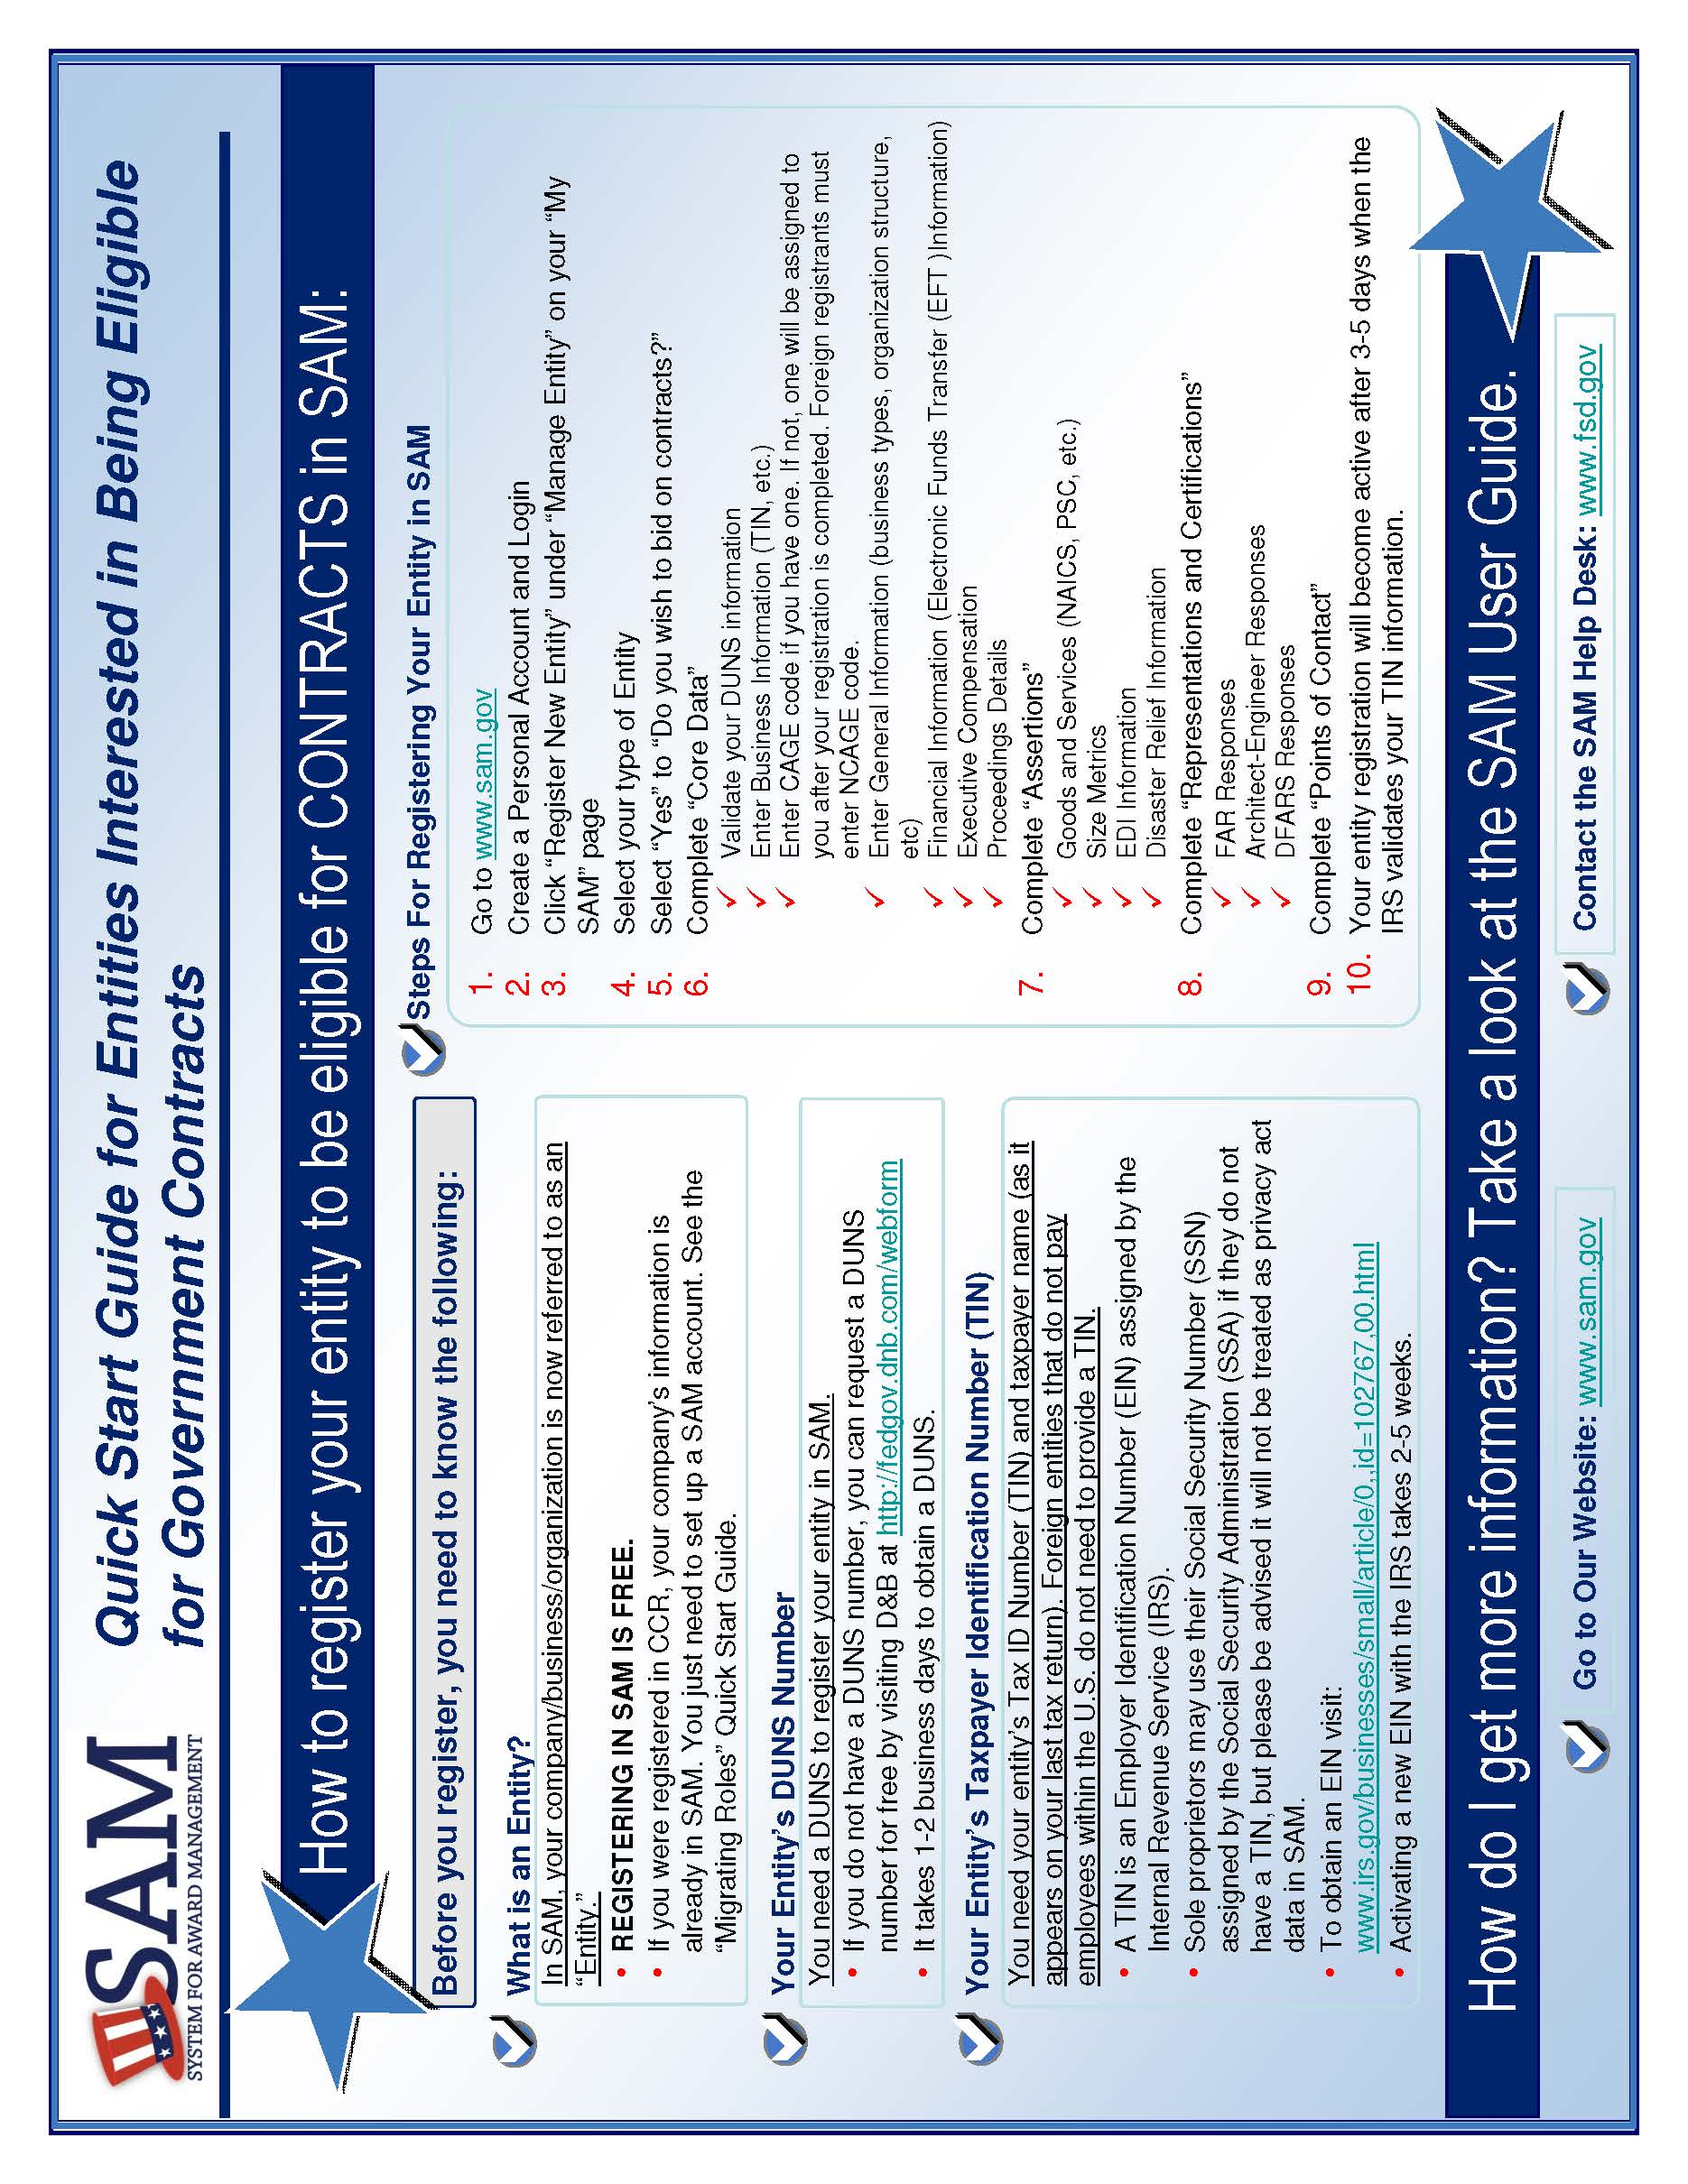 SAM
SYSTEM FOR AWARD MANAGEMENT
Quick Start Guide for Entities Interested in Being Eligible
for Government Contracts
How to register your entity to be eligible for CONTRACTS in SAM:
Before you register, you need to know the following:
What is an Entity?
In SAM, your company/business/organization is now referred to as an
“Entity.”
• REGISTERING IN SAM IS FREE.
• If you were registered in CCR, your company’s information is
already in SAM. You just need to set up a SAM account. See the
“Migrating Roles” Quick Start Guide.
Your Entity’s DUNS Number
You need a DUNS to register your entity in SAM.
• If you do not have a DUNS number, you can request a DUNS
number for free by visiting D&B at http://fedgov.dnb.com/webform
• It takes 1-2 business days to obtain a DUNS.
Your Entity’s Taxpayer Identification Number (TIN)
You need your entity’s Tax ID Number (TIN) and taxpayer name (as it
appears on your last tax return). Foreign entities that do not pay
employees within the U.S. do not need to provide a TIN.
• A TIN is an Employer Identification Number (EIN) assigned by the
Internal Revenue Service (IRS).
• Sole proprietors may use their Social Security Number (SSN)
assigned by the Social Security Administration (SSA) if they do not
have a TIN, but please be advised it will not be treated as privacy act
data in SAM.
• To obtain an EIN visit:
www.irs.gov/businesses/small/article/0,,id=102767,00.html
• Activating a new EIN with the IRS takes 2-5 weeks.
Steps For Registering Your Entity in SAM
1. Go to www.sam.gov
2. Create a Personal Account and Login
3. Click “Register New Entity” under “Manage Entity” on your “My
SAM” page
4. Select your type of Entity
5. Select “Yes” to “Do you wish to bid on contracts?”
6. Complete “Core Data”
✓ Validate your DUNS information
✓ Enter Business Information (TIN, etc.)
✓ Enter CAGE code if you have one. If not, one will be assigned to
you after your registration is completed. Foreign registrants must
enter NCAGE code.
✓ Enter General Information (business types, organization structure,
etc)
✓ Financial Information (Electronic Funds Transfer (EFT )Information)
✓ Executive Compensation
✓ Proceedings Details
7. Complete “Assertions”
✓ Goods and Services (NAICS, PSC, etc.)
✓ Size Metrics
✓ EDI Information
✓ Disaster Relief Information
8. Complete “Representations and Certifications”
✓ FAR Responses
✓ Architect-Engineer Responses
✓ DFARS Responses
9. Complete “Points of Contact”
10. Your entity registration will become active after 3-5 days when the
IRS validates your TIN information.
How do I get more information? Take a look at the SAM User Guide.
Go to Our Website: www.sam.gov
Contact the SAM Help Desk: www.fsd.gov